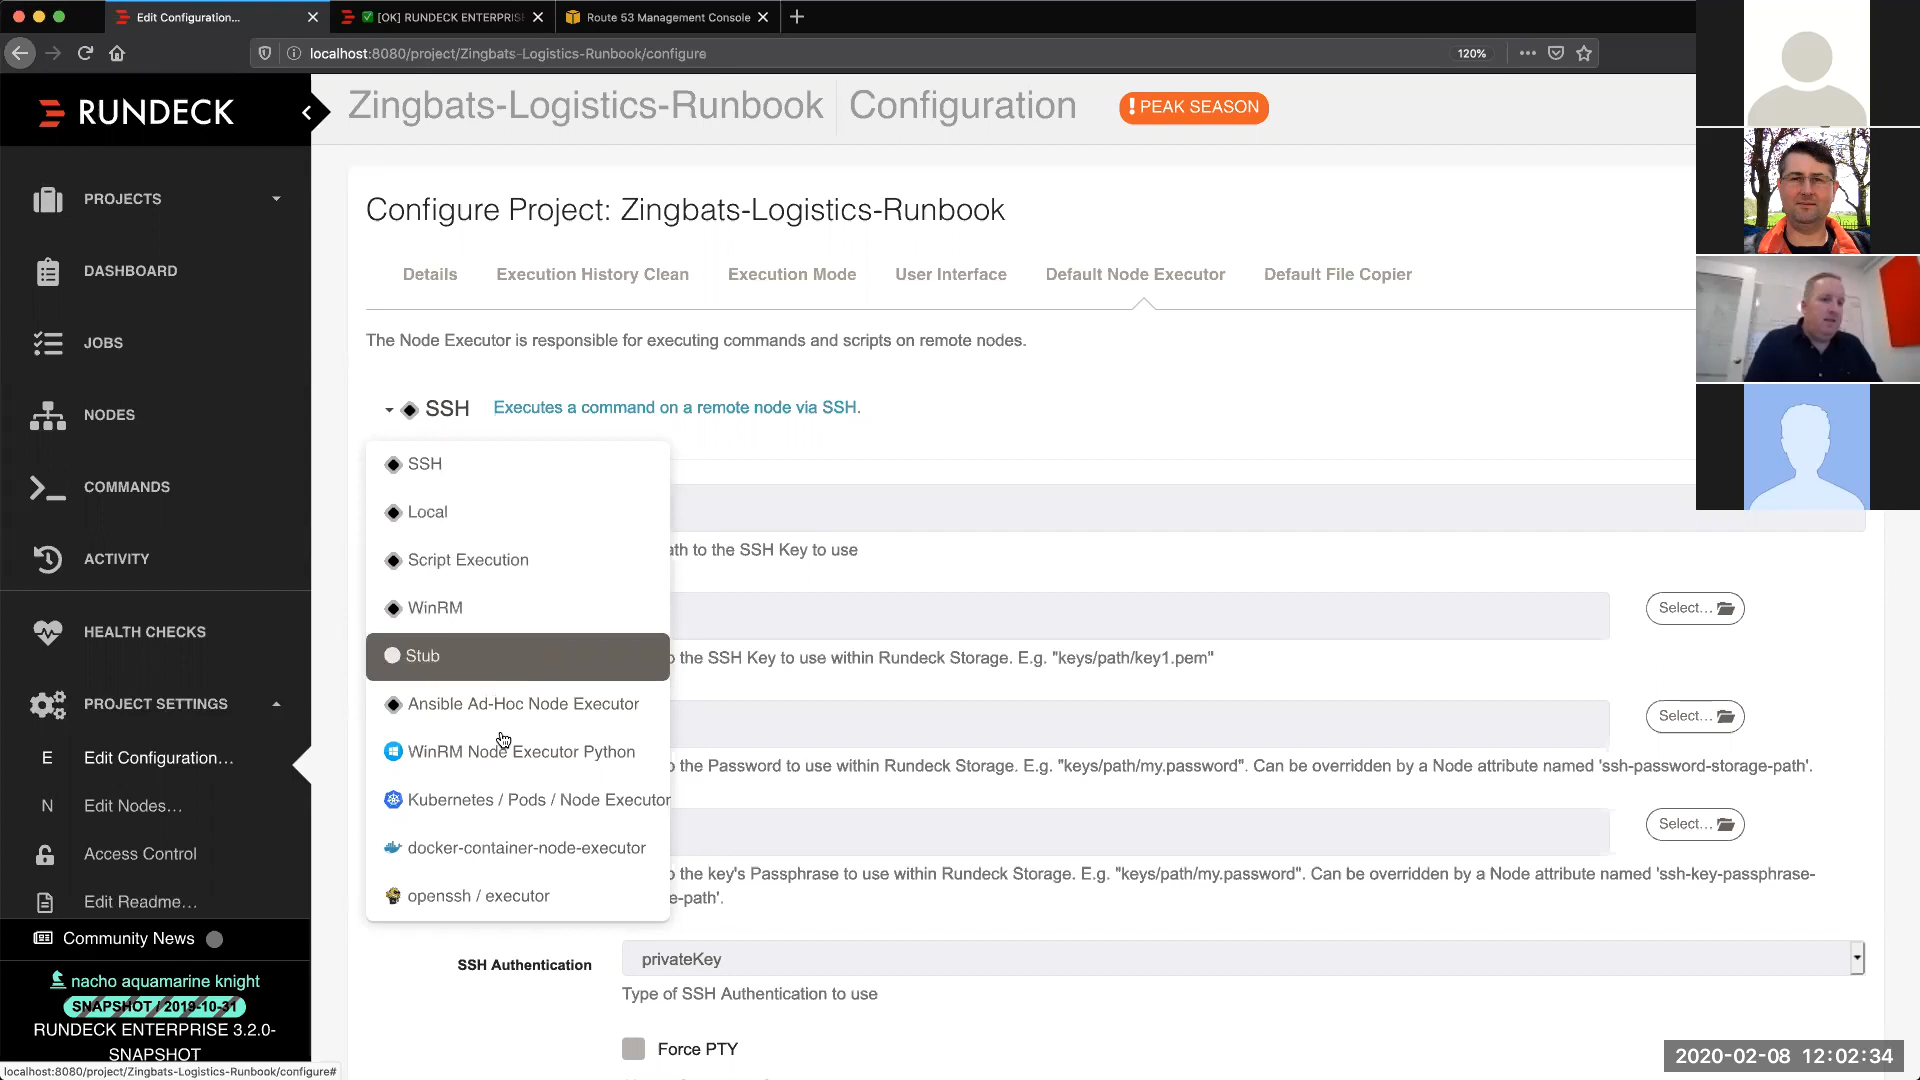 Edit Configuration...
[OK] RUNDECK ENTERPRIS
Route 53 Management Console
localhost:8080/project/Zingbats-Logistics-Runbook/configure
120%
RUNDECK
Zingbats-Logistics-Runbook
Configuration
! PEAK SEASON
PROJECTS
DASHBOARD
JOBS
NODES
COMMANDS
ACTIVITY
HEALTH CHECKS
PROJECT SETTINGS
E Edit Configuration...
N Edit Nodes...
Access Control
Edit Readme...
Community News
nacho aquamarine knight
SNAPSHOT / 2019-10-31
RUNDECK ENTERPRISE 3.2.0-
SNAPSHOT
localhost:8080/project/Zingbats-Logistics-Runbook/configure#
Configure Project: Zingbats-Logistics-Runbook
Details
Execution History Clean
Execution Mode
User Interface
Default Node Executor
Default File Copier
The Node Executor is responsible for executing commands and scripts on remote nodes.
SSH Executes a command on a remote node via SSH.
SSH
Local
Script Execution
WinRM
Stub
Ansible Ad-Hoc Node Executor
WinRM Node Executor Python
Kubernetes / Pods / Node Executor
docker-container-node-executor
openssh / executor
ath to the SSH Key to use
Select...
o the SSH Key to use within Rundeck Storage. E.g. "keys/path/key1.pem"
Select...
o the Password to use within Rundeck Storage. E.g. "keys/path/my.password". Can be overridden by a Node attribute named 'ssh-password-storage-path'.
Select...
o the key's Passphrase to use within Rundeck Storage. E.g. "keys/path/my.password". Can be overridden by a Node attribute named 'ssh-key-passphrase-
e-path'.
SSH Authentication
privateKey
Type of SSH Authentication to use
Force PTY
2020-02-08 12:02:34